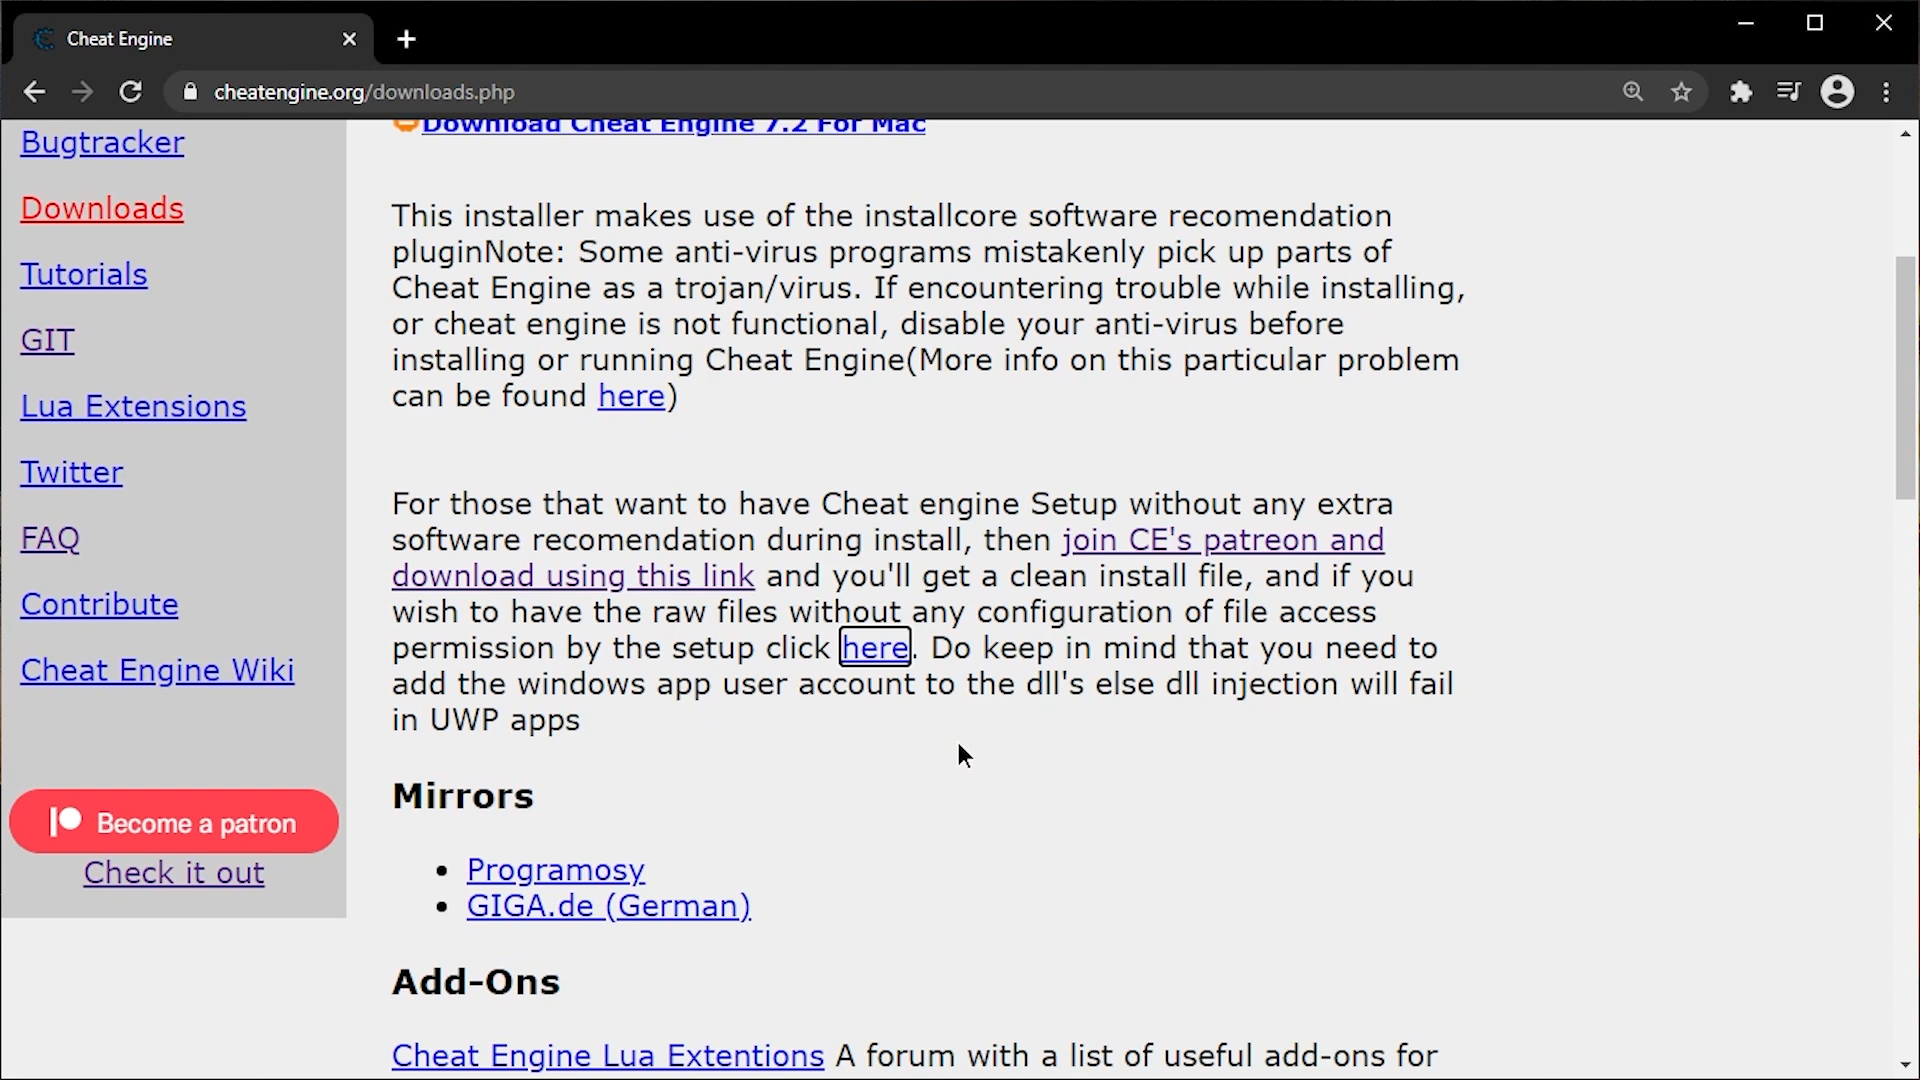 Cheat Engine
cheatengine.org/downloads.php
Bugtracker
Downloads
Tutorials
GIT
Lua Extensions
Twitter
FAQ
Contribute
Cheat Engine Wiki
Become a patron
Check it out
Download Cheat Engine 7.2 For Mac
This installer makes use of the installcore software recomendation
pluginNote: Some anti-virus programs mistakenly pick up parts of
Cheat Engine as a trojan/virus. If encountering trouble while installing,
or cheat engine is not functional, disable your anti-virus before
installing or running Cheat Engine(More info on this particular problem
can be found here)
For those that want to have Cheat engine Setup without any extra
software recomendation during install, then join CE's patreon and
download using this link and you'll get a clean install file, and if you
wish to have the raw files without any configuration of file access
permission by the setup click here. Do keep in mind that you need to
add the windows app user account to the dll's else dll injection will fail
in UWP apps
Mirrors
• Programosy
• GIGA.de (German)
Add-Ons
Cheat Engine Lua Extentions A forum with a list of useful add-ons for